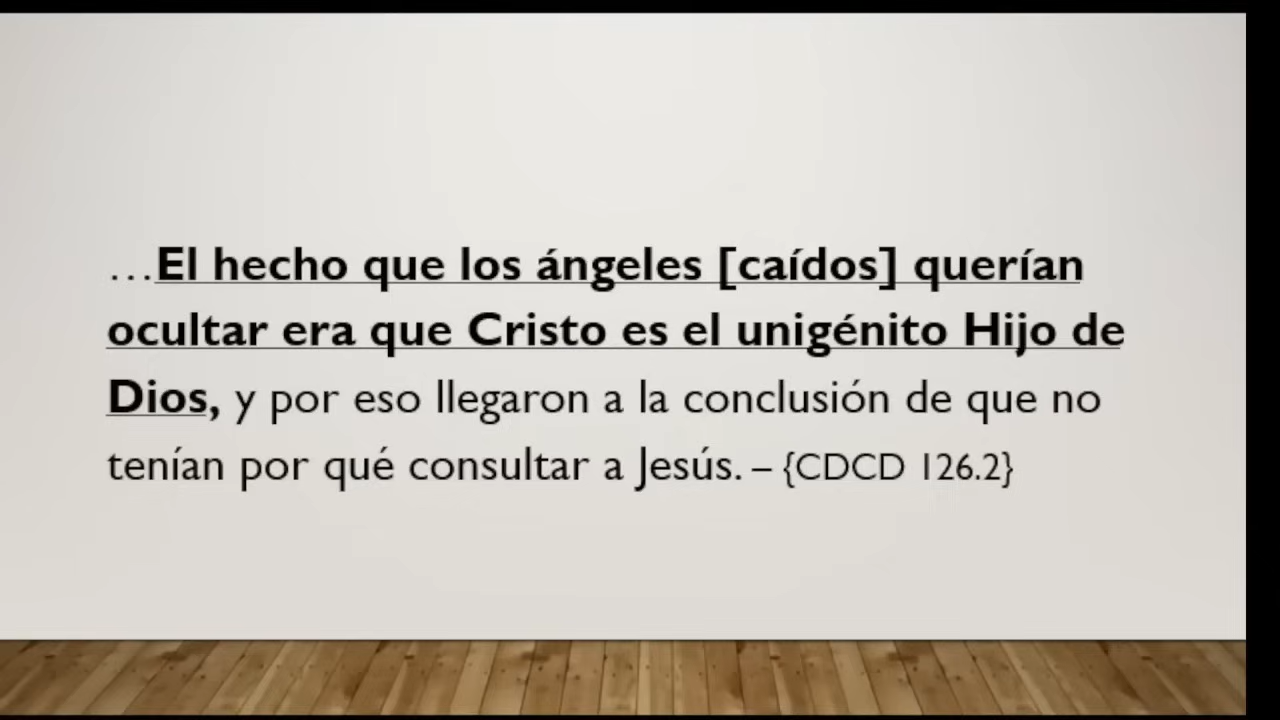 …El hecho que los ángeles [caídos] querían
ocultar era que Cristo es el unigénito Hijo de
Dios, y por eso llegaron a la conclusión de que no
tenían por qué consultar a Jesús. – {CDCD 126.2}